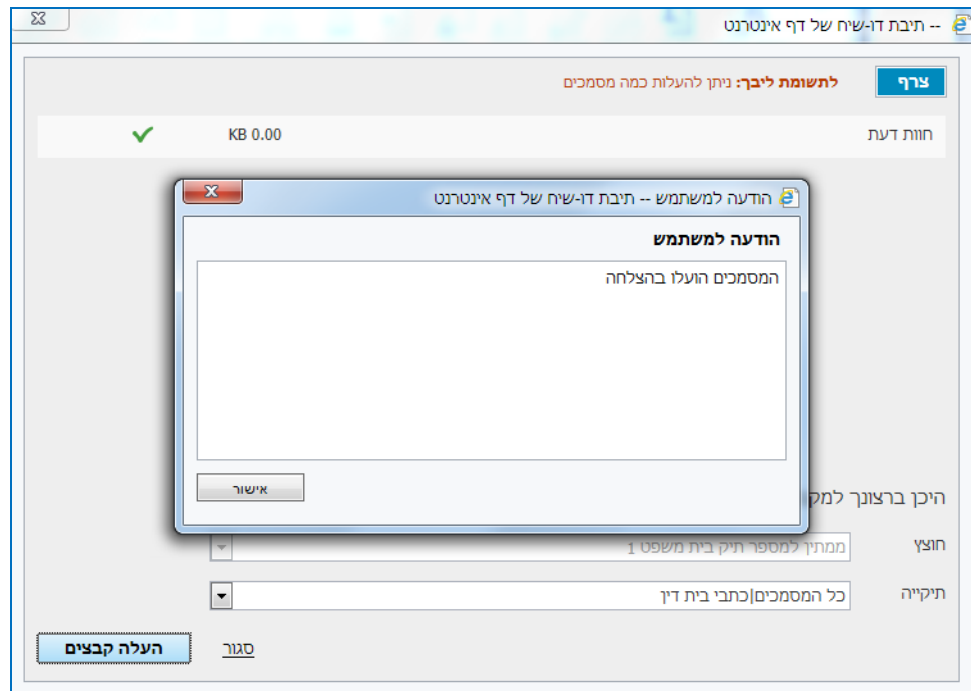 -- תיבת דו-שיח של דף אינטרנט
צרף
לתשומת ליבך: ניתן להעלות כמה מסמכים
חוות דעת KB 0.00
הודעה למשתמש -- תיבת דו-שיח של דף אינטרנט
הודעה למשתמש
המסמכים הועלו בהצלחה
אישור
היכן ברצונך
חוצץ ממתין למספר תיק בית משפט 1
תיקייה כל המסמכים|כתבי בית דין
סגור
העלה קבצים